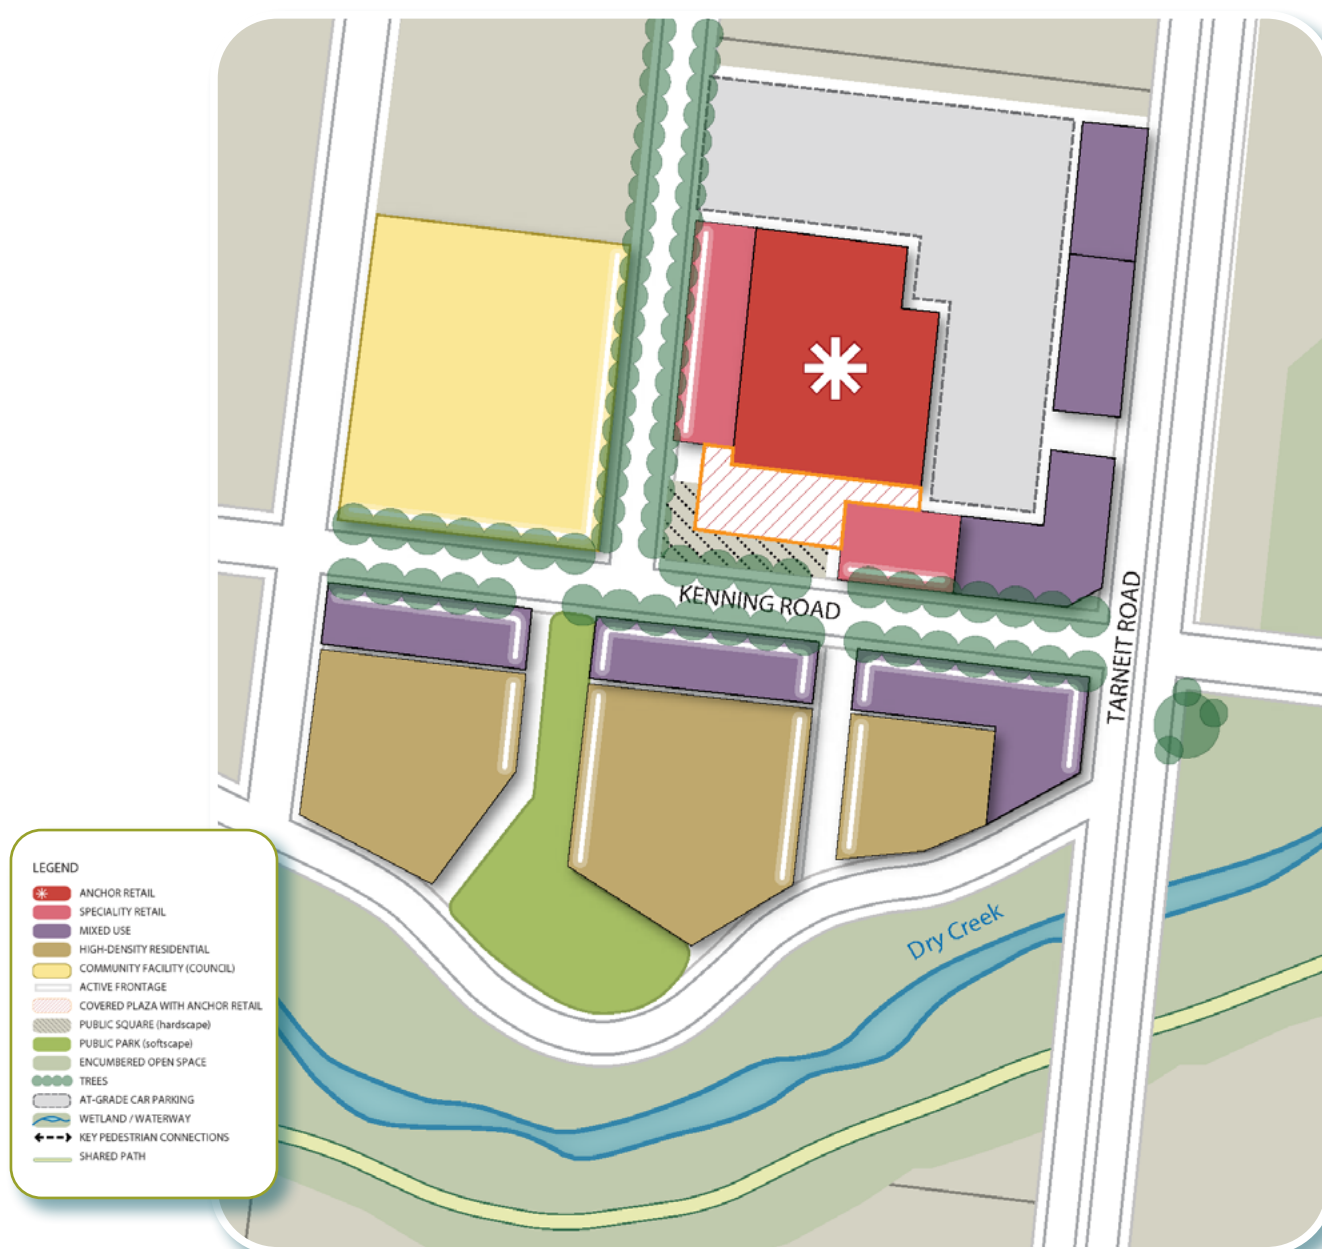 KENNING ROAD
TARNEIT ROAD
Dry Creek
LEGEND
ANCHOR RETAIL
SPECIALITY RETAIL
MIXED USE
HIGH-DENSITY RESIDENTIAL
COMMUNITY FACILITY (COUNCIL)
ACTIVE FRONTAGE
COVERED PLAZA WITH ANCHOR RETAIL
PUBLIC SQUARE (hardscape)
PUBLIC PARK (softscape)
ENCUMBERED OPEN SPACE
TREES
AT-GRADE CAR PARKING
WETLAND / WATERWAY
KEY PEDESTRIAN CONNECTIONS
SHARED PATH